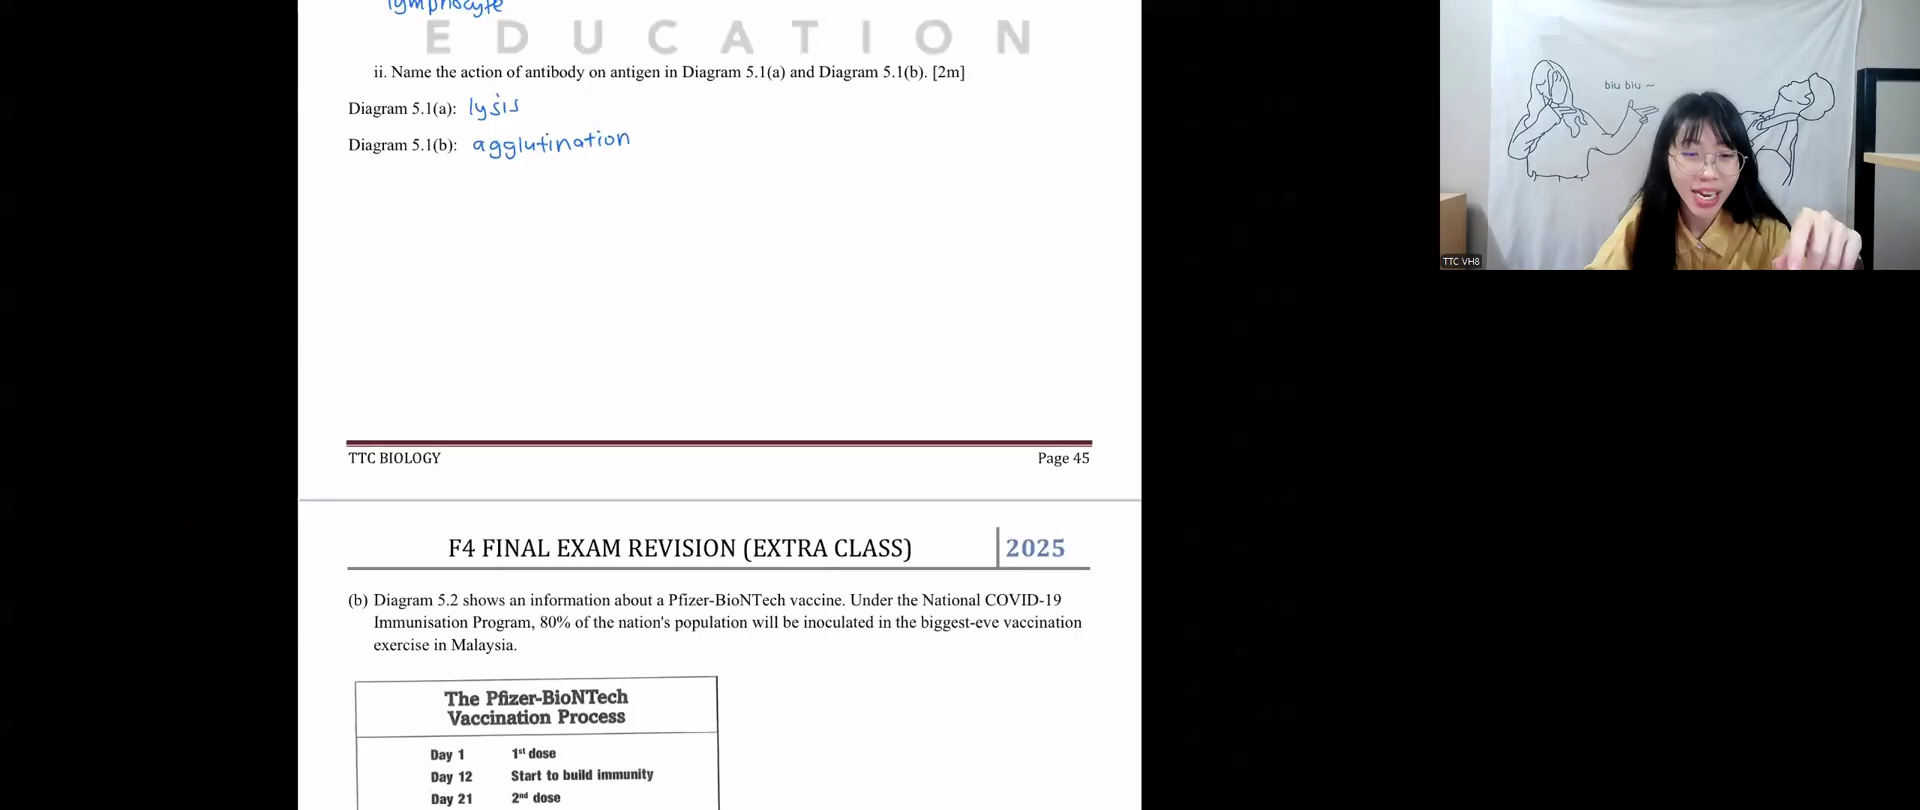 lymphocyte
EDUCATION
ii. Name the action of antibody on antigen in Diagram 5.1(a) and Diagram 5.1(b). [2m]
Diagram 5.1(a): lysis
Diagram 5.1(b): agglutination
TTC BIOLOGY Page 45
F4 FINAL EXAM REVISION (EXTRA CLASS) 2025
(b) Diagram 5.2 shows an information about a Pfizer-BioNTech vaccine. Under the National COVID-19
Immunisation Program, 80% of the nation's population will be inoculated in the biggest-eve vaccination
exercise in Malaysia.
The Pfizer-BioNTech
Vaccination Process
Day 1 1st dose
Day 12 Start to build immunity
Day 21 2nd dose
biu biu ~
TTC VH8